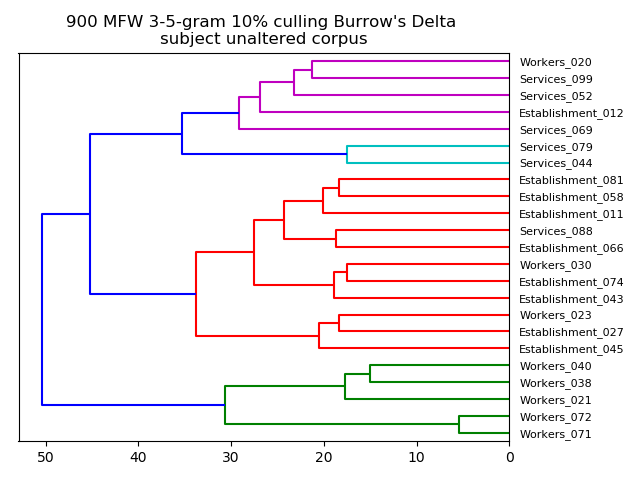 900 MFW 3-5-gram 10% culling Burrow's Delta
subject unaltered corpus
Workers_020
Services_099
Services_052
Establishment_012
Services_069
Services_079
Services_044
Establishment_081
Establishment_058
Establishment_011
Services_088
Establishment_066
Workers_030
Establishment_074
Establishment_043
Workers_023
Establishment_027
Establishment_045
Workers_040
Workers_038
Workers_021
Workers_072
Workers_071
50 40 30 20 10 0